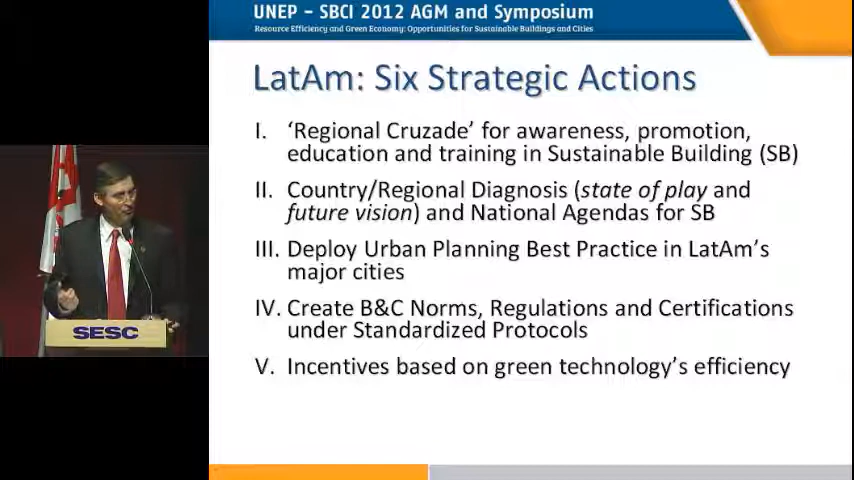 UNEP – SBCI 2012 AGM and Symposium
Resource Efficiency and Green Economy: Opportunities for Sustainable Buildings and Cities
LatAm: Six Strategic Actions
I. ‘Regional Cruzade’ for awareness, promotion,
education and training in Sustainable Building (SB)
II. Country/Regional Diagnosis (state of play and
future vision) and National Agendas for SB
III. Deploy Urban Planning Best Practice in LatAm’s
major cities
IV. Create B&C Norms, Regulations and Certifications
under Standardized Protocols
V. Incentives based on green technology’s efficiency
SESC